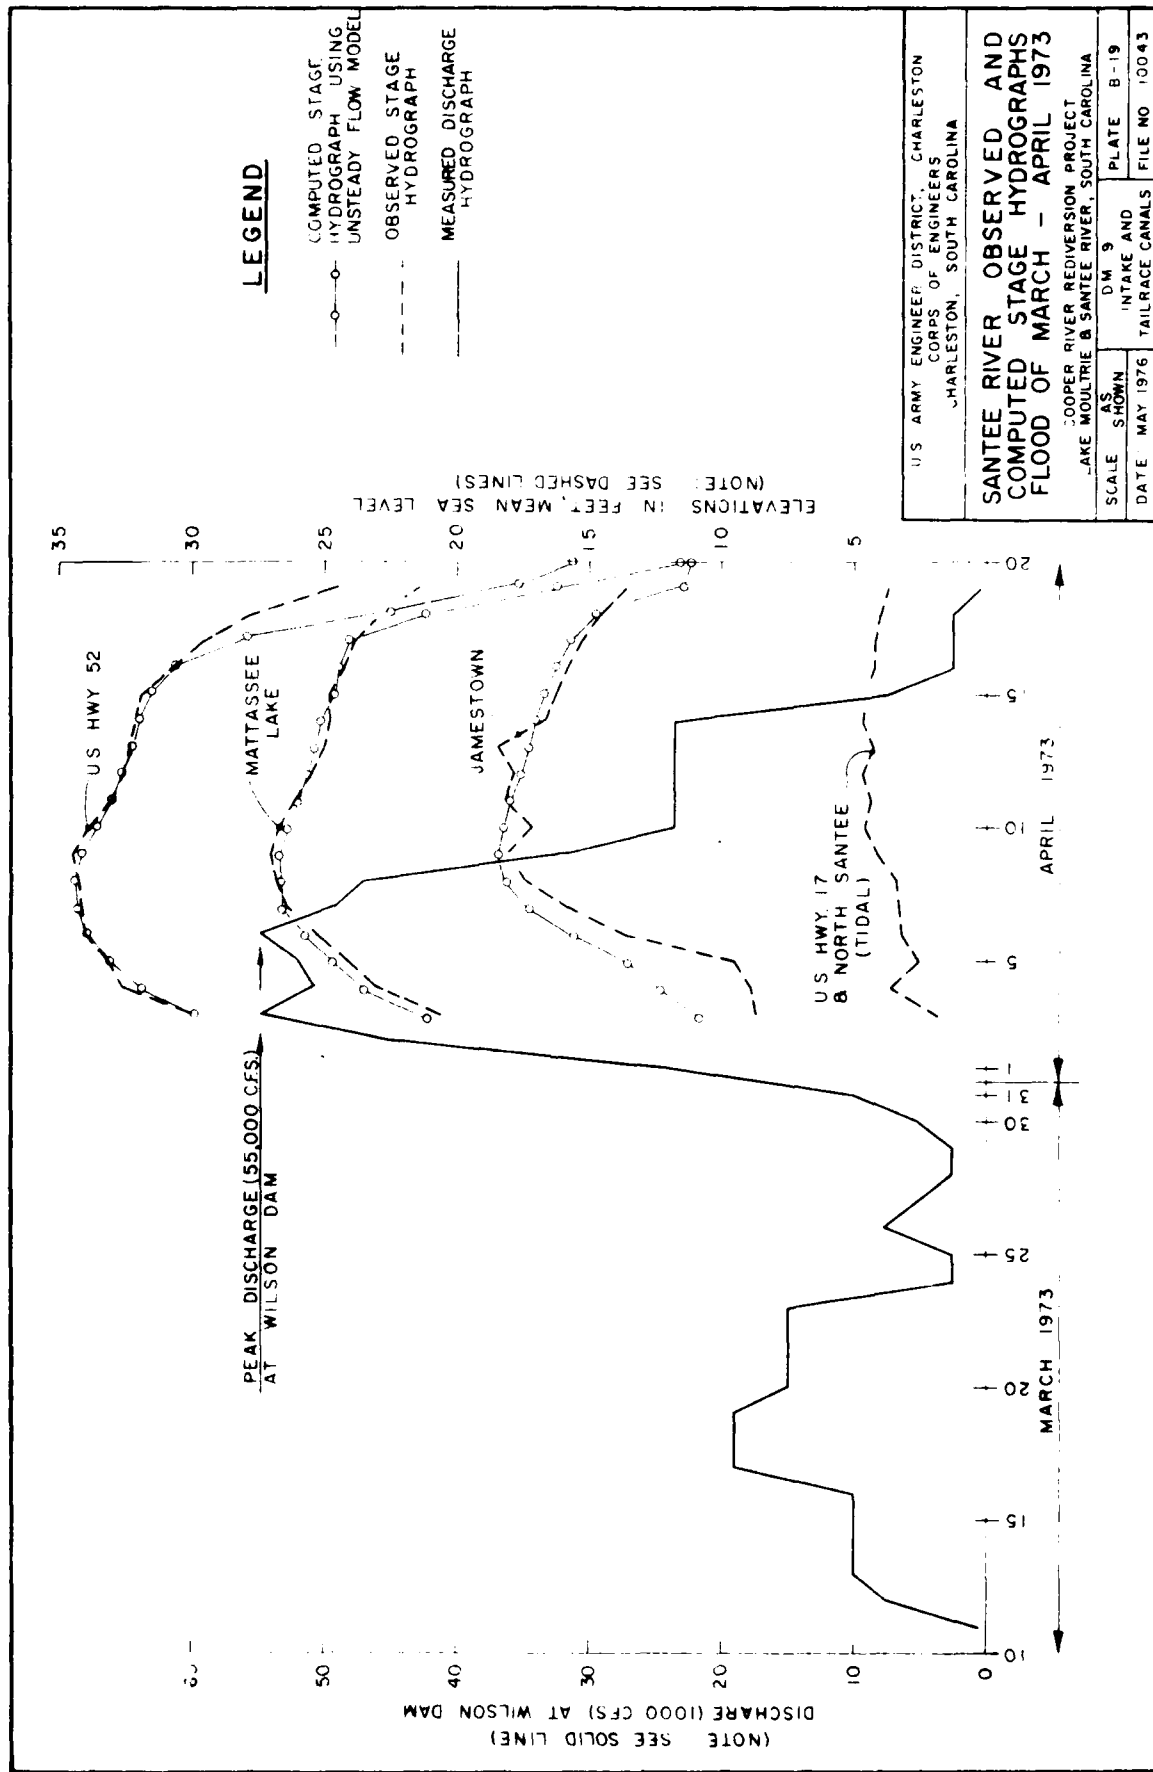 LEGEND
COMPUTED STAGE
HYDROGRAPH USING
UNSTEADY FLOW MODEL
OBSERVED STAGE
HYDROGRAPH
MEASURED DISCHARGE
HYDROGRAPH
PEAK DISCHARGE (55,000 C.F.S.)
AT WILSON DAM
US HWY 52
MATTASSEE
LAKE
JAMESTOWN
U S HWY. 17
& NORTH SANTEE
(TIDAL)
(NOTE SEE SOLID LINE)
DISCHARE (1000 CFS) AT WILSON DAM
50
40
30
20
10
0
ELEVATIONS IN FEET, MEAN SEA LEVEL
(NOTE: SEE DASHED LINES)
35
30
25
20
15
10
5
10
15
20
25
30
31
1
5
10
15
20
MARCH 1973
APRIL 1973
U S ARMY ENGINEER DISTRICT, CHARLESTON
CORPS OF ENGINEERS
CHARLESTON, SOUTH CAROLINA
SANTEE RIVER OBSERVED AND
COMPUTED STAGE HYDROGRAPHS
FLOOD OF MARCH - APRIL 1973
COOPER RIVER REDIVERSION PROJECT
LAKE MOULTRIE & SANTEE RIVER, SOUTH CAROLINA
SCALE AS SHOWN
DM 9
PLATE B-19
INTAKE AND
TAILRACE CANALS
DATE MAY 1976
FILE NO 10043